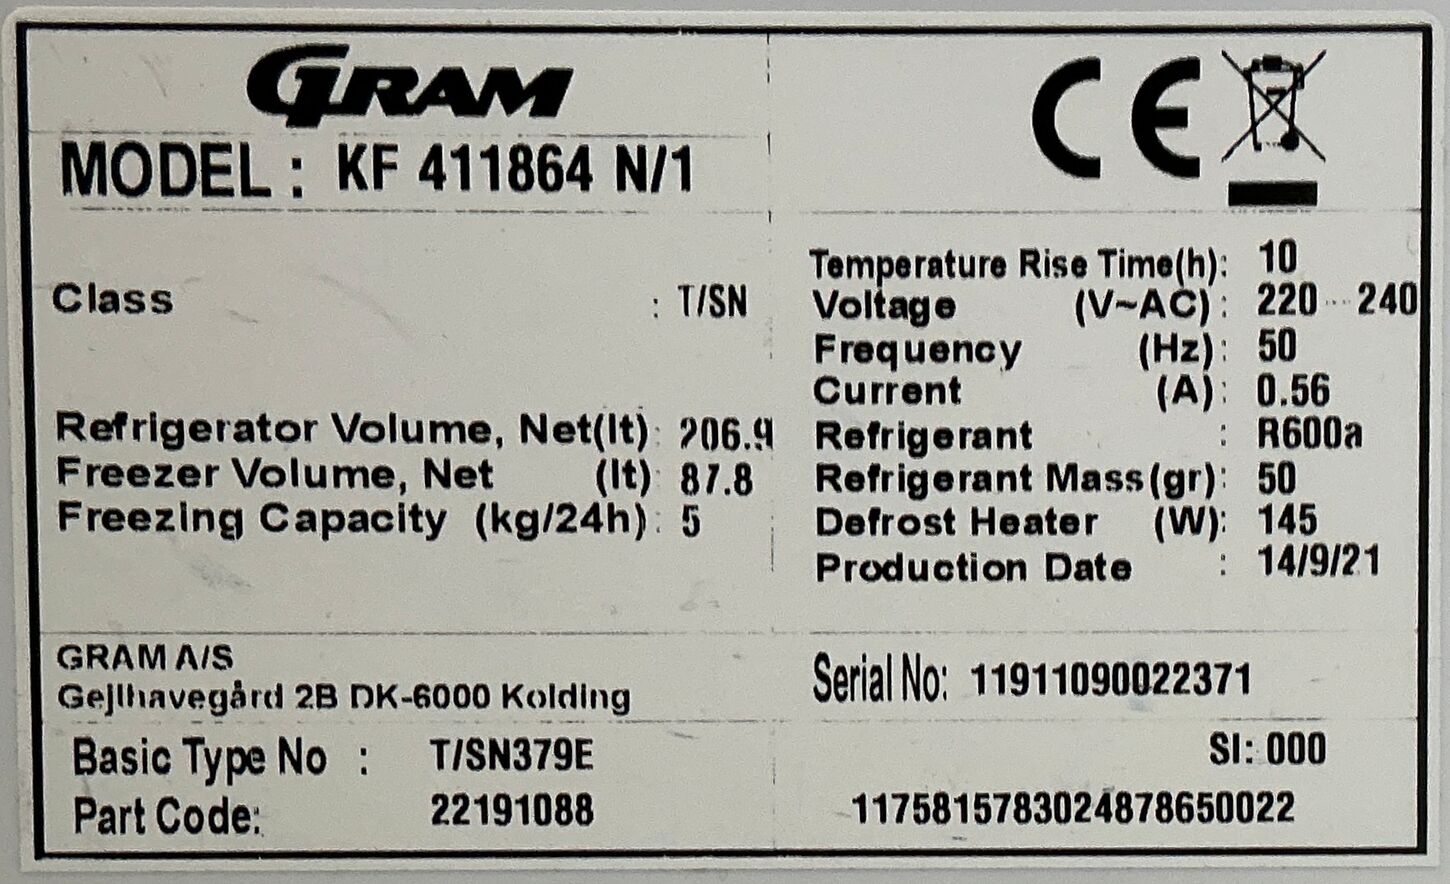 GRAM
CE
MODEL : KF 411864 N/1
Class : T/SN
Refrigerator Volume, Net(lt) : 206.9
Freezer Volume, Net (lt) : 87.8
Freezing Capacity (kg/24h) : 5
Temperature Rise Time(h): 10
Voltage (V~AC) : 220 ... 240
Frequency (Hz) : 50
Current (A) : 0.56
Refrigerant : R600a
Refrigerant Mass(gr) : 50
Defrost Heater (W): 145
Production Date : 14/9/21
GRAM A/S
Gejlhavegård 2B DK-6000 Kolding
Serial No: 11911090022371
Basic Type No : T/SN379E
Part Code: 22191088
SI: 000
1175815783024878650022